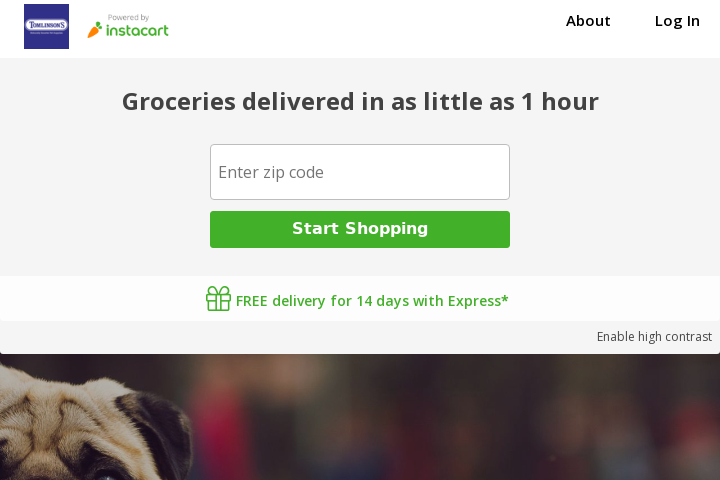 TOMLINSON'S
Powered by
instacart
About
Log In
Groceries delivered in as little as 1 hour
Enter zip code
Start Shopping
FREE delivery for 14 days with Express*
Enable high contrast